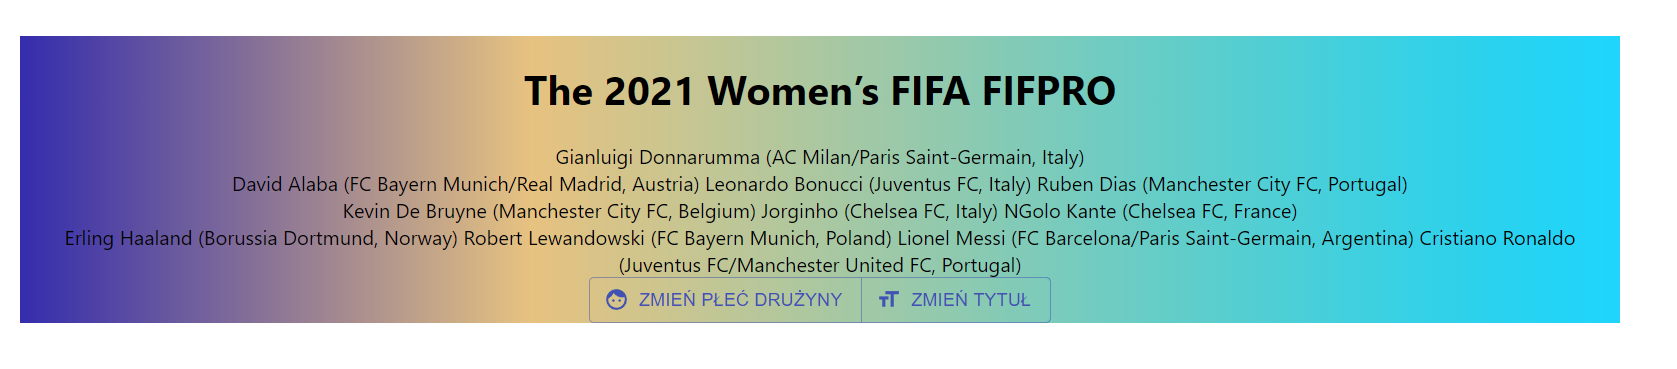 The 2021 Women’s FIFA FIFPRO
Gianluigi Donnarumma (AC Milan/Paris Saint-Germain, Italy)
David Alaba (FC Bayern Munich/Real Madrid, Austria) Leonardo Bonucci (Juventus FC, Italy) Ruben Dias (Manchester City FC, Portugal)
Kevin De Bruyne (Manchester City FC, Belgium) Jorginho (Chelsea FC, Italy) NGolo Kante (Chelsea FC, France)
Erling Haaland (Borussia Dortmund, Norway) Robert Lewandowski (FC Bayern Munich, Poland) Lionel Messi (FC Barcelona/Paris Saint-Germain, Argentina) Cristiano Ronaldo
(Juventus FC/Manchester United FC, Portugal)
ZMIEŃ PŁEĆ DRUŻYNY ZMIEŃ TYTUŁ